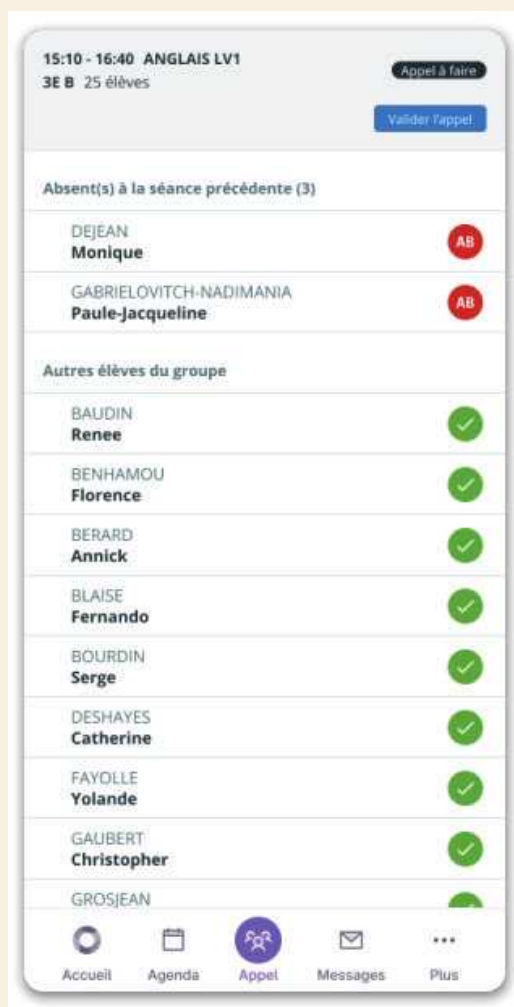 15:10 - 16:40 ANGLAIS LV1
Appel à faire
3E B 25 élèves
Valider l'appel
Absent(s) à la séance précédente (3)
DEJEAN
Monique
AB
GABRIELOVITCH-NADIMANIA
Paule-Jacqueline
AB
Autres élèves du groupe
BAUDIN
Renee
BENHAMOU
Florence
BERARD
Annick
BLAISE
Fernando
BOURDIN
Serge
DESHAYES
Catherine
FAYOLLE
Yolande
GAUBERT
Christopher
GROSJEAN
Accueil Agenda Appel Messages Plus